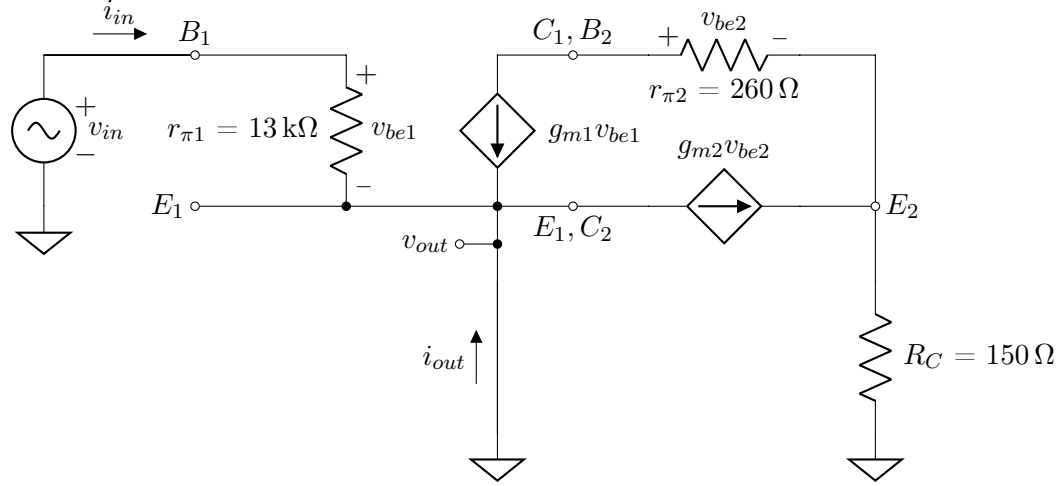 i_in
B_1
C_1, B_2
+ v_be2 −
r_π2 = 260 Ω
+
v_in
−
r_π1 = 13 kΩ
+
v_be1
−
g_m1 v_be1
g_m2 v_be2
E_1
E_1, C_2
E_2
v_out
i_out
R_C = 150 Ω